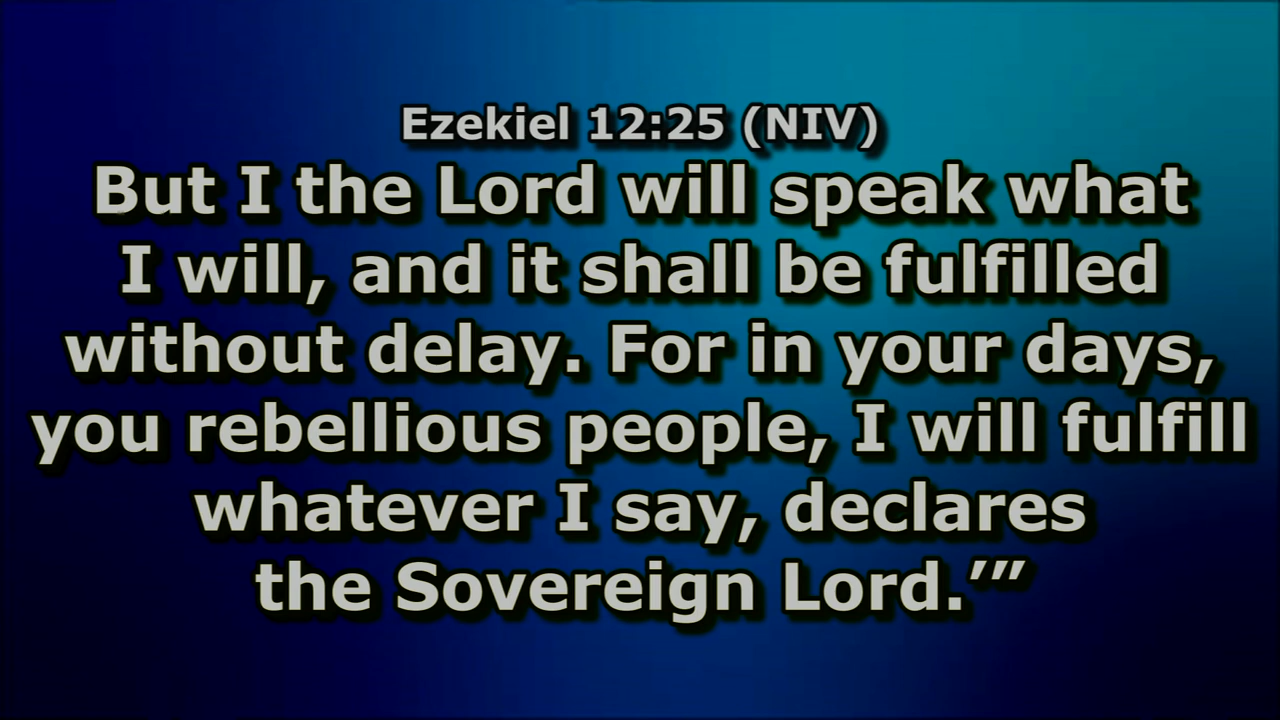 Ezekiel 12:25 (NIV)
But I the Lord will speak what
I will, and it shall be fulfilled
without delay. For in your days,
you rebellious people, I will fulfill
whatever I say, declares
the Sovereign Lord.’”